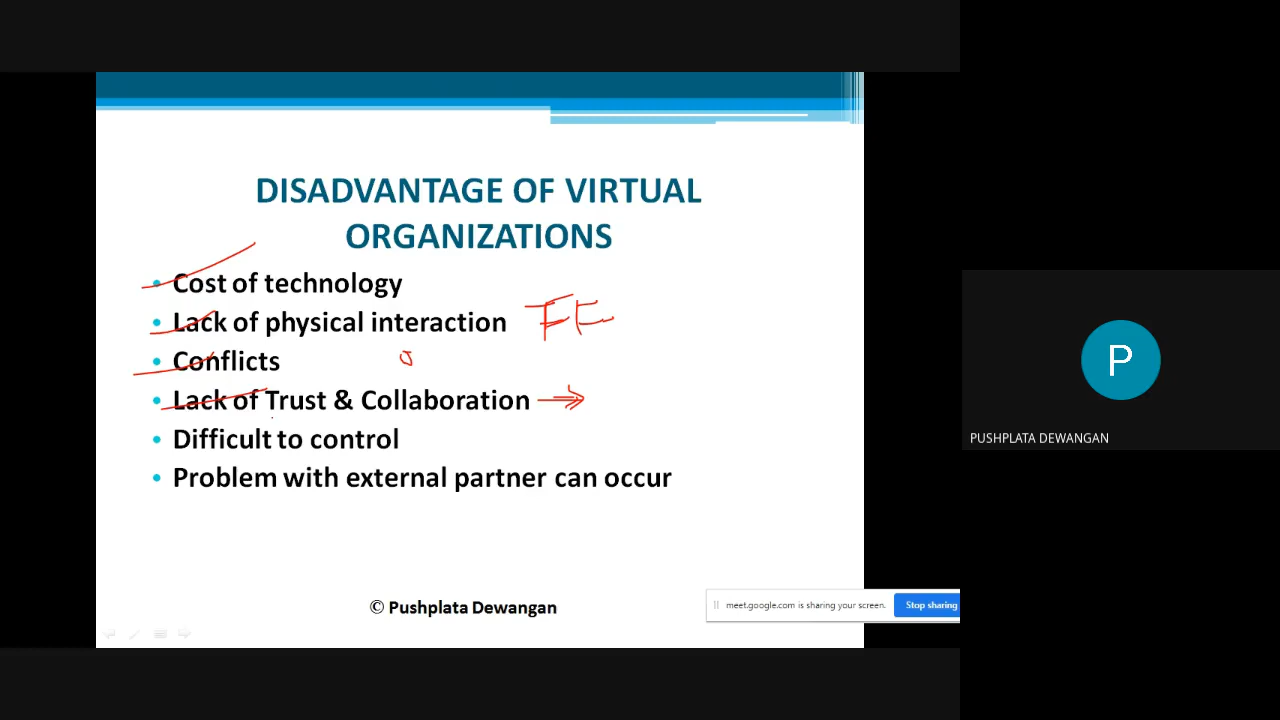 DISADVANTAGE OF VIRTUAL
ORGANIZATIONS
• Cost of technology
• Lack of physical interaction FE
• Conflicts
• Lack of Trust & Collaboration
• Difficult to control
• Problem with external partner can occur
© Pushplata Dewangan
meet.google.com is sharing your screen. Stop sharing
P
PUSHPLATA DEWANGAN